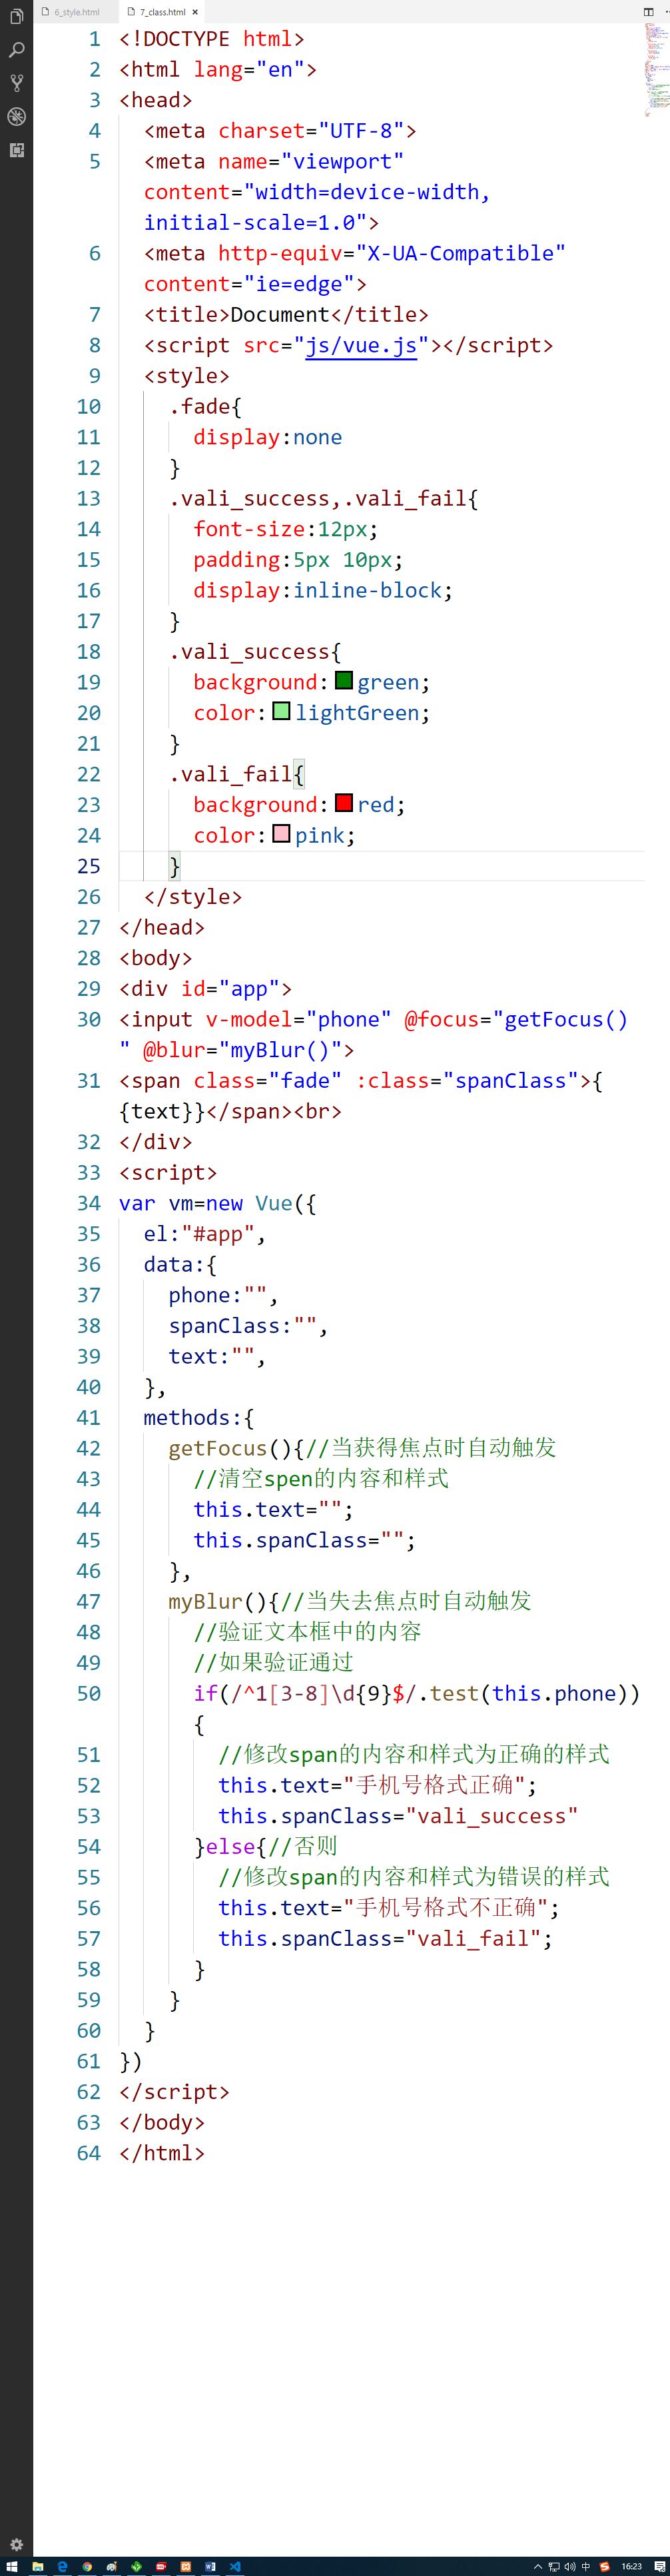 6_style.html
7_class.html ×
1 <!DOCTYPE html>
2 <html lang="en">
3 <head>
4 <meta charset="UTF-8">
5 <meta name="viewport"
content="width=device-width,
initial-scale=1.0">
6 <meta http-equiv="X-UA-Compatible"
content="ie=edge">
7 <title>Document</title>
8 <script src="js/vue.js"></script>
9 <style>
10 .fade{
11 display:none
12 }
13 .vali_success,.vali_fail{
14 font-size:12px;
15 padding:5px 10px;
16 display:inline-block;
17 }
18 .vali_success{
19 background:green;
20 color:lightGreen;
21 }
22 .vali_fail{
23 background:red;
24 color:pink;
25 }
26 </style>
27 </head>
28 <body>
29 <div id="app">
30 <input v-model="phone" @focus="getFocus()
" @blur="myBlur()">
31 <span class="fade" :class="spanClass">{
{text}}</span><br>
32 </div>
33 <script>
34 var vm=new Vue({
35 el:"#app",
36 data:{
37 phone:"",
38 spanClass:"",
39 text:"",
40 },
41 methods:{
42 getFocus(){//当获得焦点时自动触发
43 //清空spen的内容和样式
44 this.text="";
45 this.spanClass="";
46 },
47 myBlur(){//当失去焦点时自动触发
48 //验证文本框中的内容
49 //如果验证通过
50 if(/^1[3-8]\d{9}$/.test(this.phone))
{
51 //修改span的内容和样式为正确的样式
52 this.text="手机号格式正确";
53 this.spanClass="vali_success"
54 }else{//否则
55 //修改span的内容和样式为错误的样式
56 this.text="手机号格式不正确";
57 this.spanClass="vali_fail";
58 }
59 }
60 }
61 })
62 </script>
63 </body>
64 </html>
中 16:23